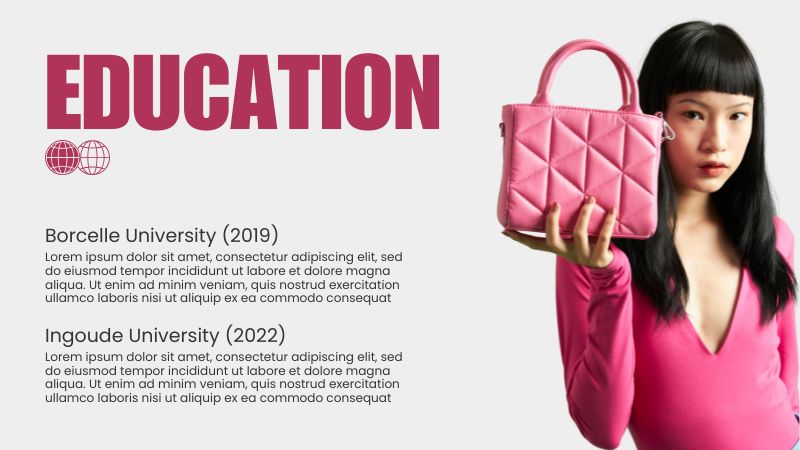 EDUCATION
Borcelle University (2019)
Lorem ipsum dolor sit amet, consectetur adipiscing elit, sed
do eiusmod tempor incididunt ut labore et dolore magna
aliqua. Ut enim ad minim veniam, quis nostrud exercitation
ullamco laboris nisi ut aliquip ex ea commodo consequat
Ingoude University (2022)
Lorem ipsum dolor sit amet, consectetur adipiscing elit, sed
do eiusmod tempor incididunt ut labore et dolore magna
aliqua. Ut enim ad minim veniam, quis nostrud exercitation
ullamco laboris nisi ut aliquip ex ea commodo consequat